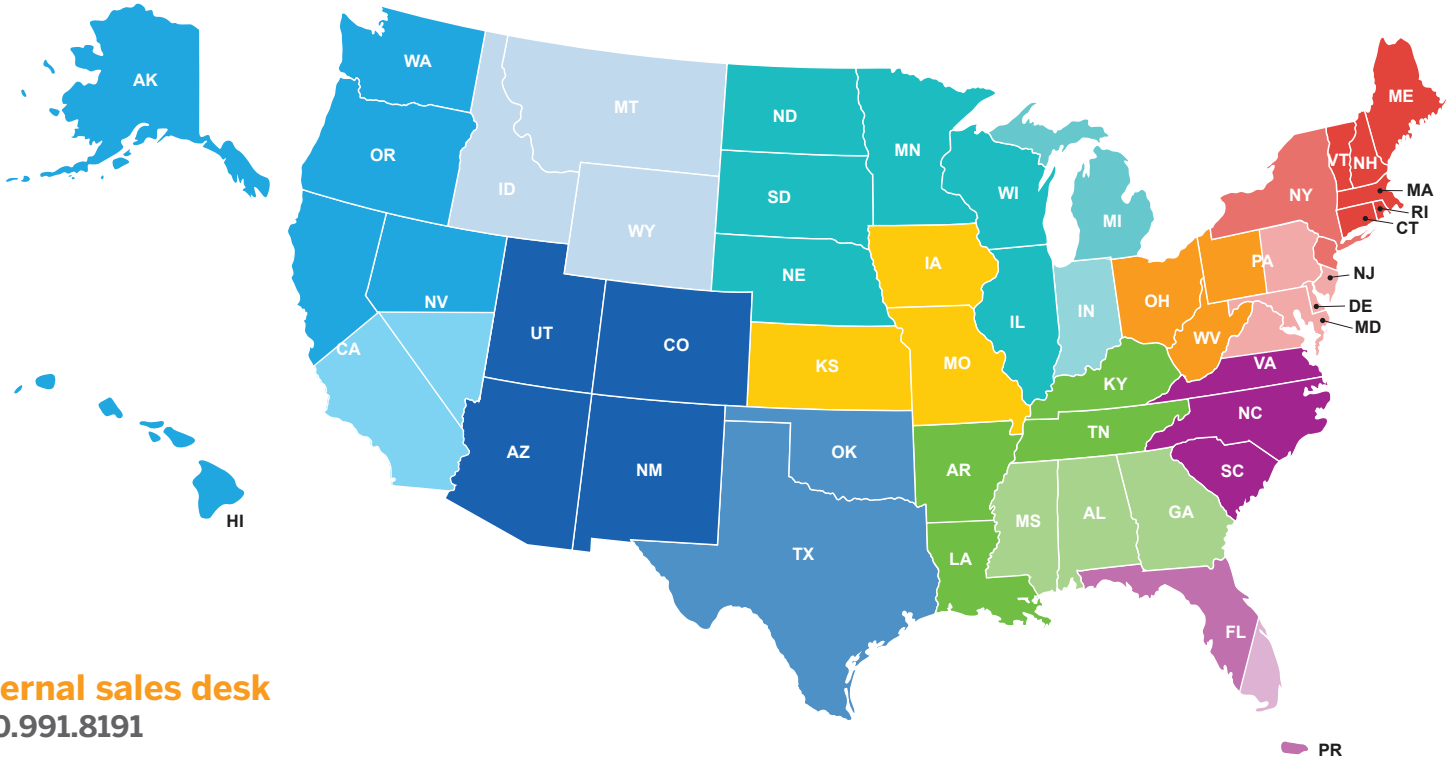 AK
WA
MT
ND
MN
ME
OR
ID
SD
WI
MI
NY
VT
NH
MA
RI
CT
WY
NE
IA
PA
NJ
NV
UT
CO
KS
MO
IL
IN
OH
WV
DE
MD
CA
VA
KY
NC
AZ
NM
OK
AR
TN
SC
HI
TX
LA
MS
AL
GA
FL
PR
ernal sales desk
0.991.8191